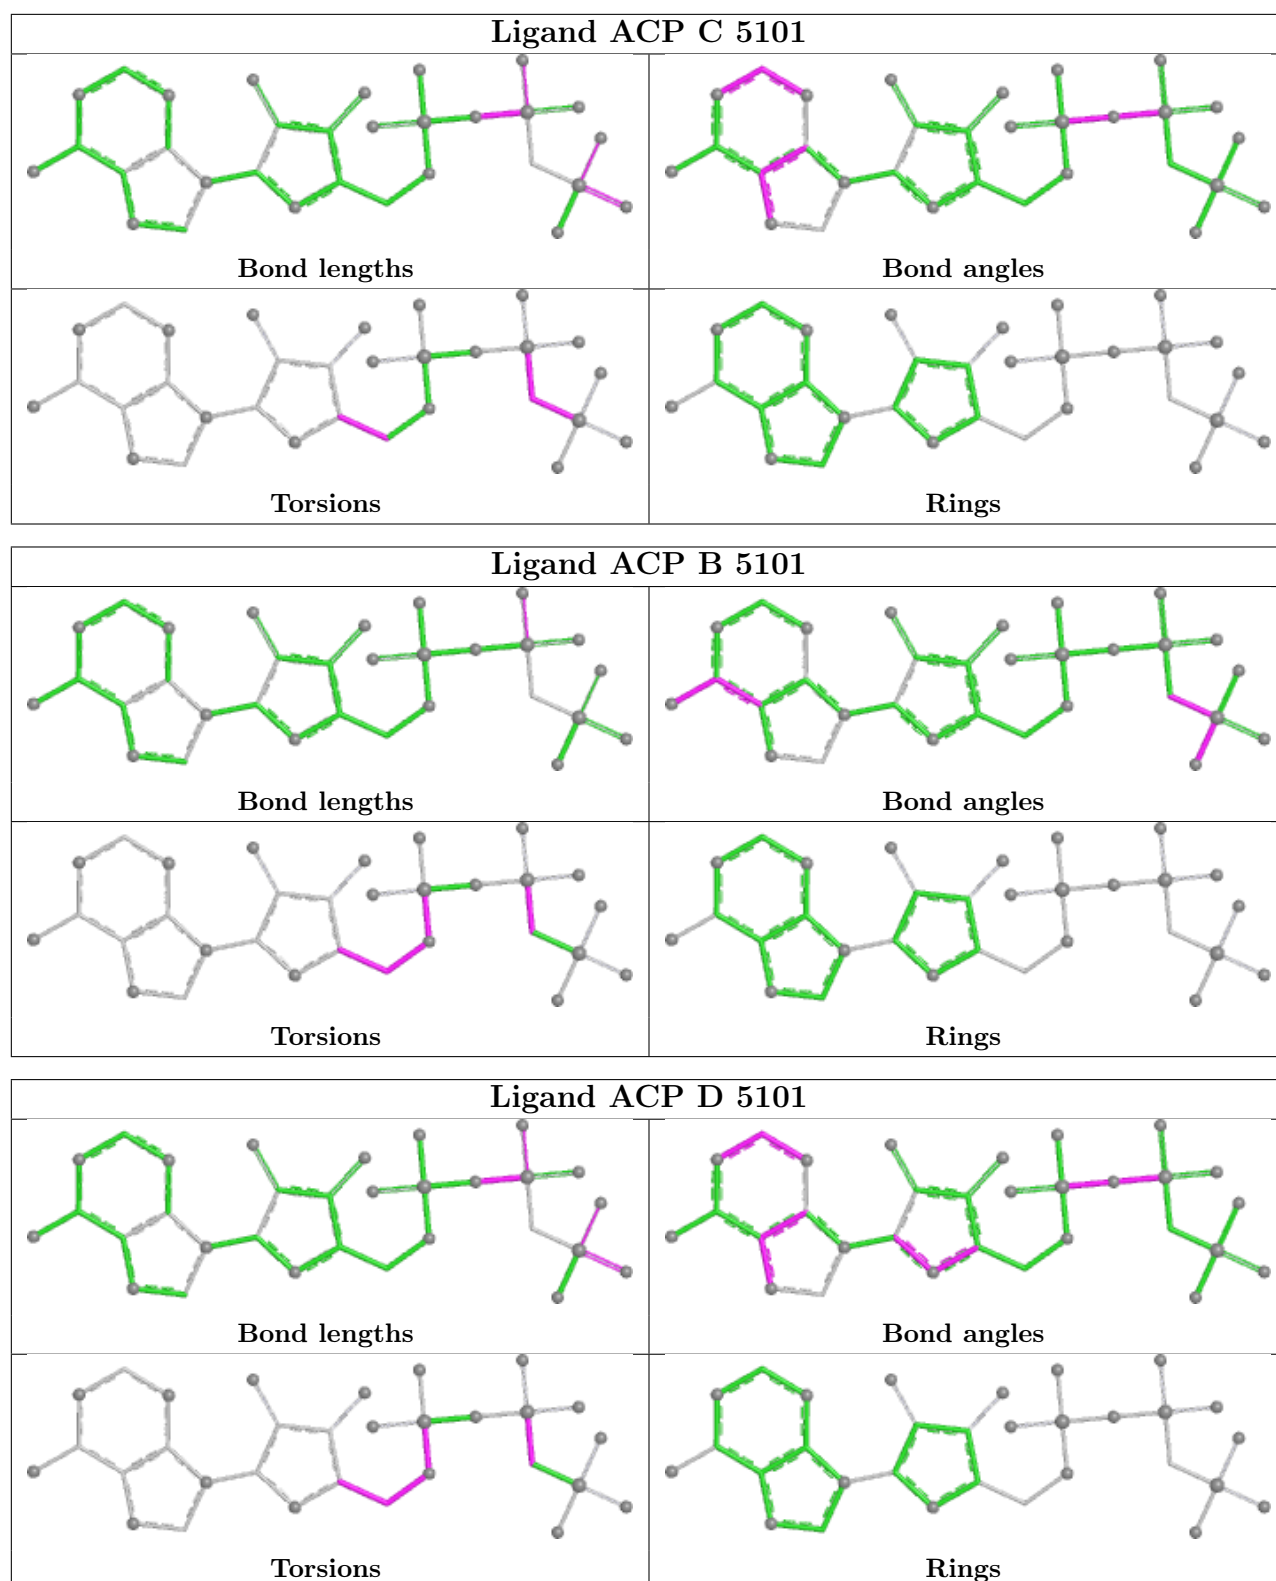 Ligand ACP C 5101
Bond lengths
Bond angles
Torsions
Rings
Ligand ACP B 5101
Bond lengths
Bond angles
Torsions
Rings
Ligand ACP D 5101
Bond lengths
Bond angles
Torsions
Rings